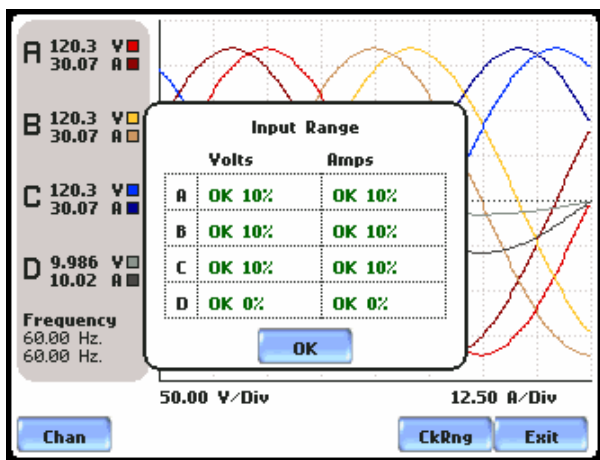 A 120.3 V
30.07 A
B 120.3 V
30.07 A
C 120.3 V
30.07 A
D 9.986 V
10.02 A
Frequency
60.00 Hz.
60.00 Hz.
Input Range
Volts Amps
A OK 10% OK 10%
B OK 10% OK 10%
C OK 10% OK 10%
D OK 0% OK 0%
OK
50.00 V/Div 12.50 A/Div
Chan CkRng Exit